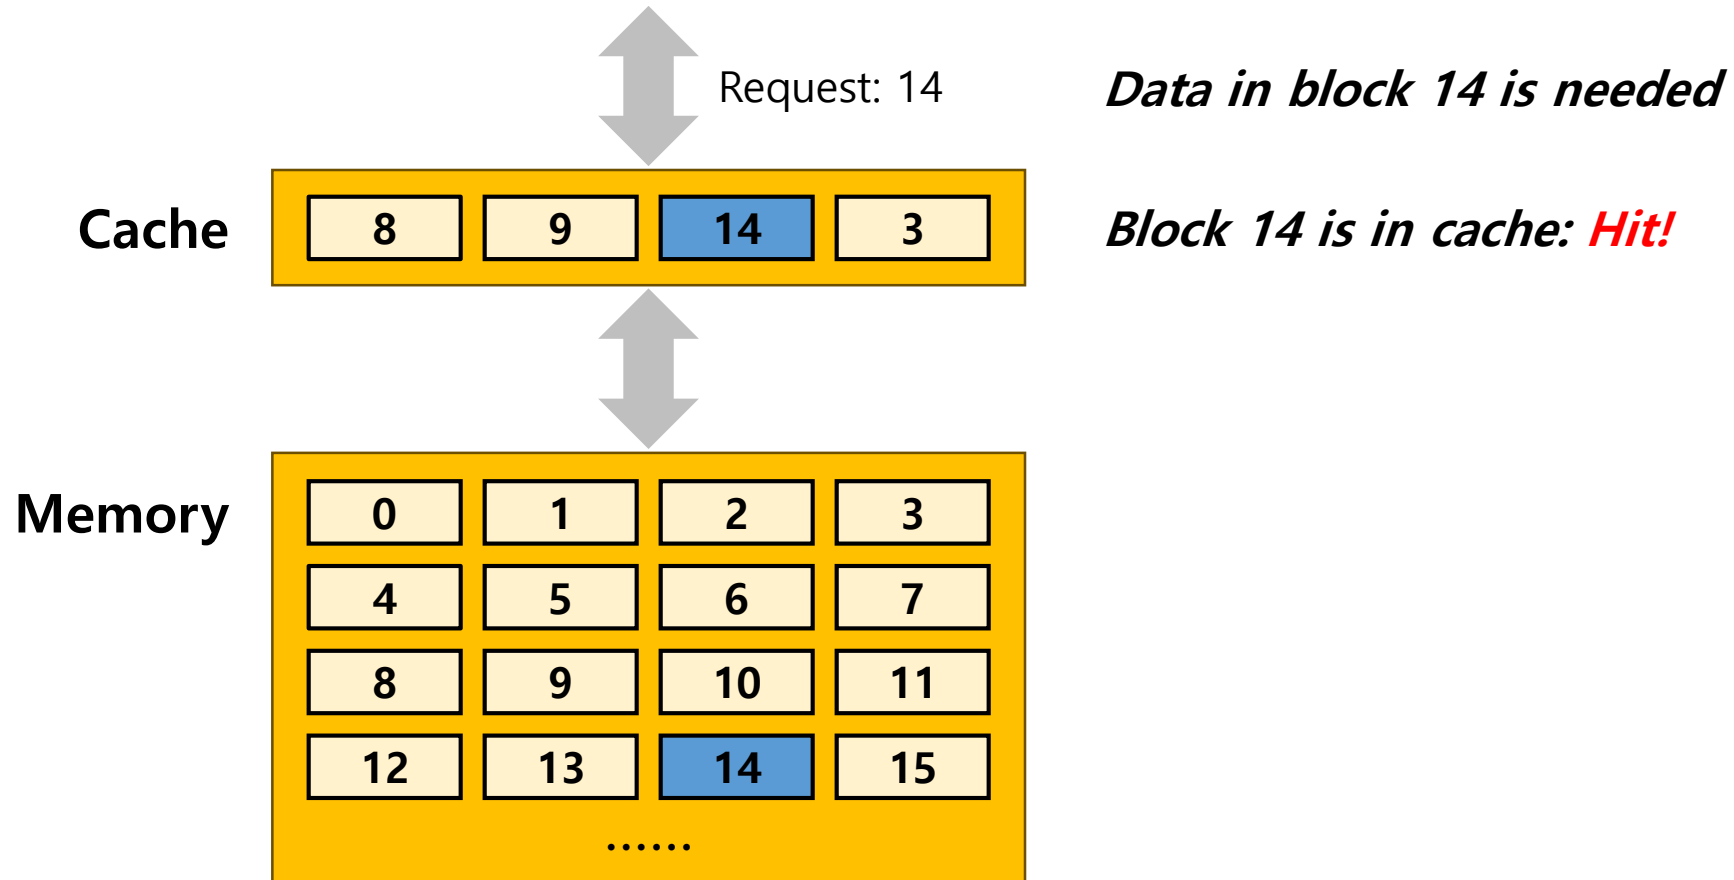 Request: 14
Data in block 14 is needed
Cache
8 9 14 3
Block 14 is in cache: Hit!
Memory
0 1 2 3
4 5 6 7
8 9 10 11
12 13 14 15
......